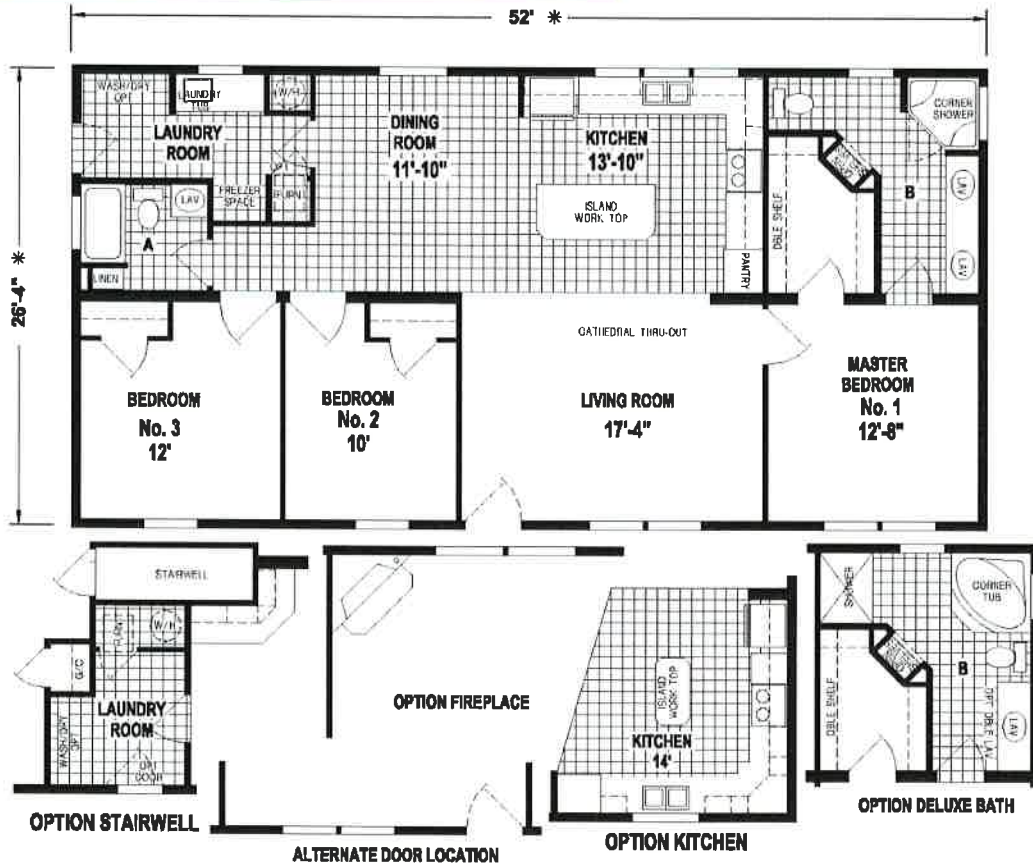 52' *
26'-4" *
WASH/DRY
OPT
LAUNDRY
TUB
W/H
LAUNDRY
ROOM
FREEZER
SPACE
FURN
DINING
ROOM
11'-10"
KITCHEN
13'-10"
ISLAND
WORK TOP
PANTRY
DBLE SHELF
CORNER
SHOWER
LAV
LAV
B
LAV
A
LINEN
BEDROOM
No. 3
12'
BEDROOM
No. 2
10'
CATHEDRAL THRU-OUT
LIVING ROOM
17'-4"
MASTER
BEDROOM
No. 1
12'-8"
STAIRWELL
FURN
W/H
G/C
LAUNDRY
ROOM
WASH/DRY
OPT
OPT
DOOR
OPTION STAIRWELL
OPTION FIREPLACE
ALTERNATE DOOR LOCATION
ISLAND
WORK TOP
KITCHEN
14'
OPTION KITCHEN
SHOWER
CORNER
TUB
DBLE SHELF
B
OPT DBLE LAV
LAV
OPTION DELUXE BATH